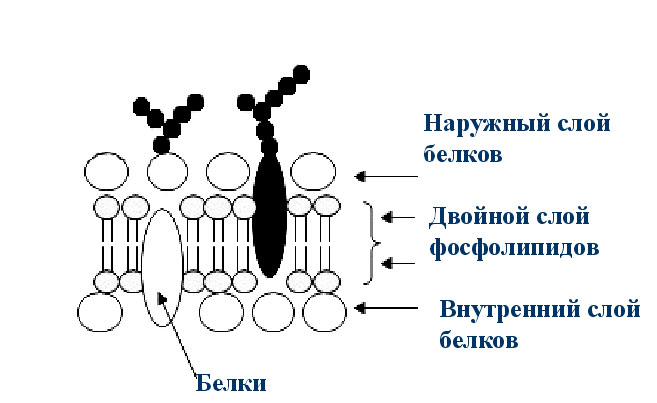 Наружный слой
белков
Двойной слой
фосфолипидов
Внутренний слой
белков
Белки